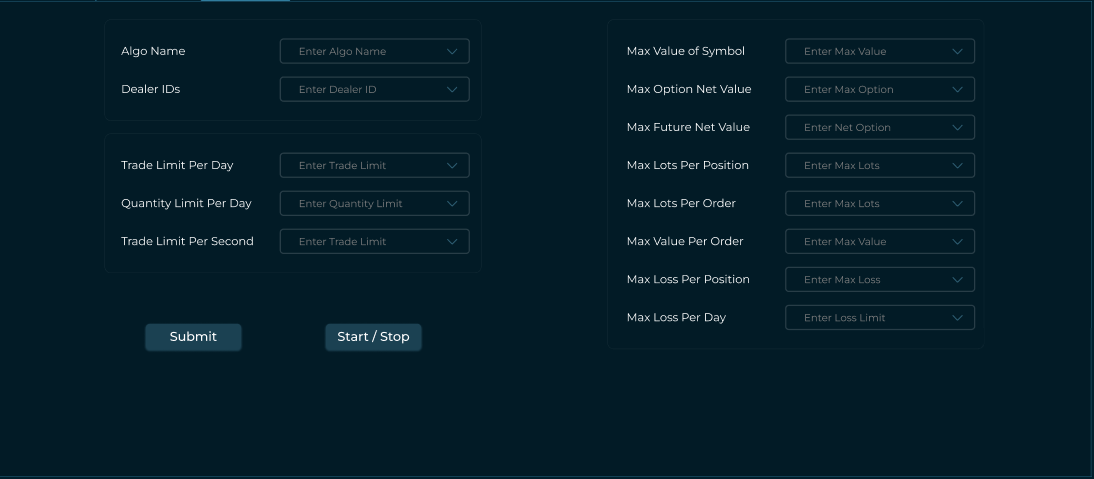 Algo Name
Enter Algo Name
Dealer IDs
Enter Dealer ID
Trade Limit Per Day
Enter Trade Limit
Quantity Limit Per Day
Enter Quantity Limit
Trade Limit Per Second
Enter Trade Limit
Submit
Start / Stop
Max Value of Symbol
Enter Max Value
Max Option Net Value
Enter Max Option
Max Future Net Value
Enter Net Option
Max Lots Per Position
Enter Max Lots
Max Lots Per Order
Enter Max Lots
Max Value Per Order
Enter Max Value
Max Loss Per Position
Enter Max Loss
Max Loss Per Day
Enter Loss Limit